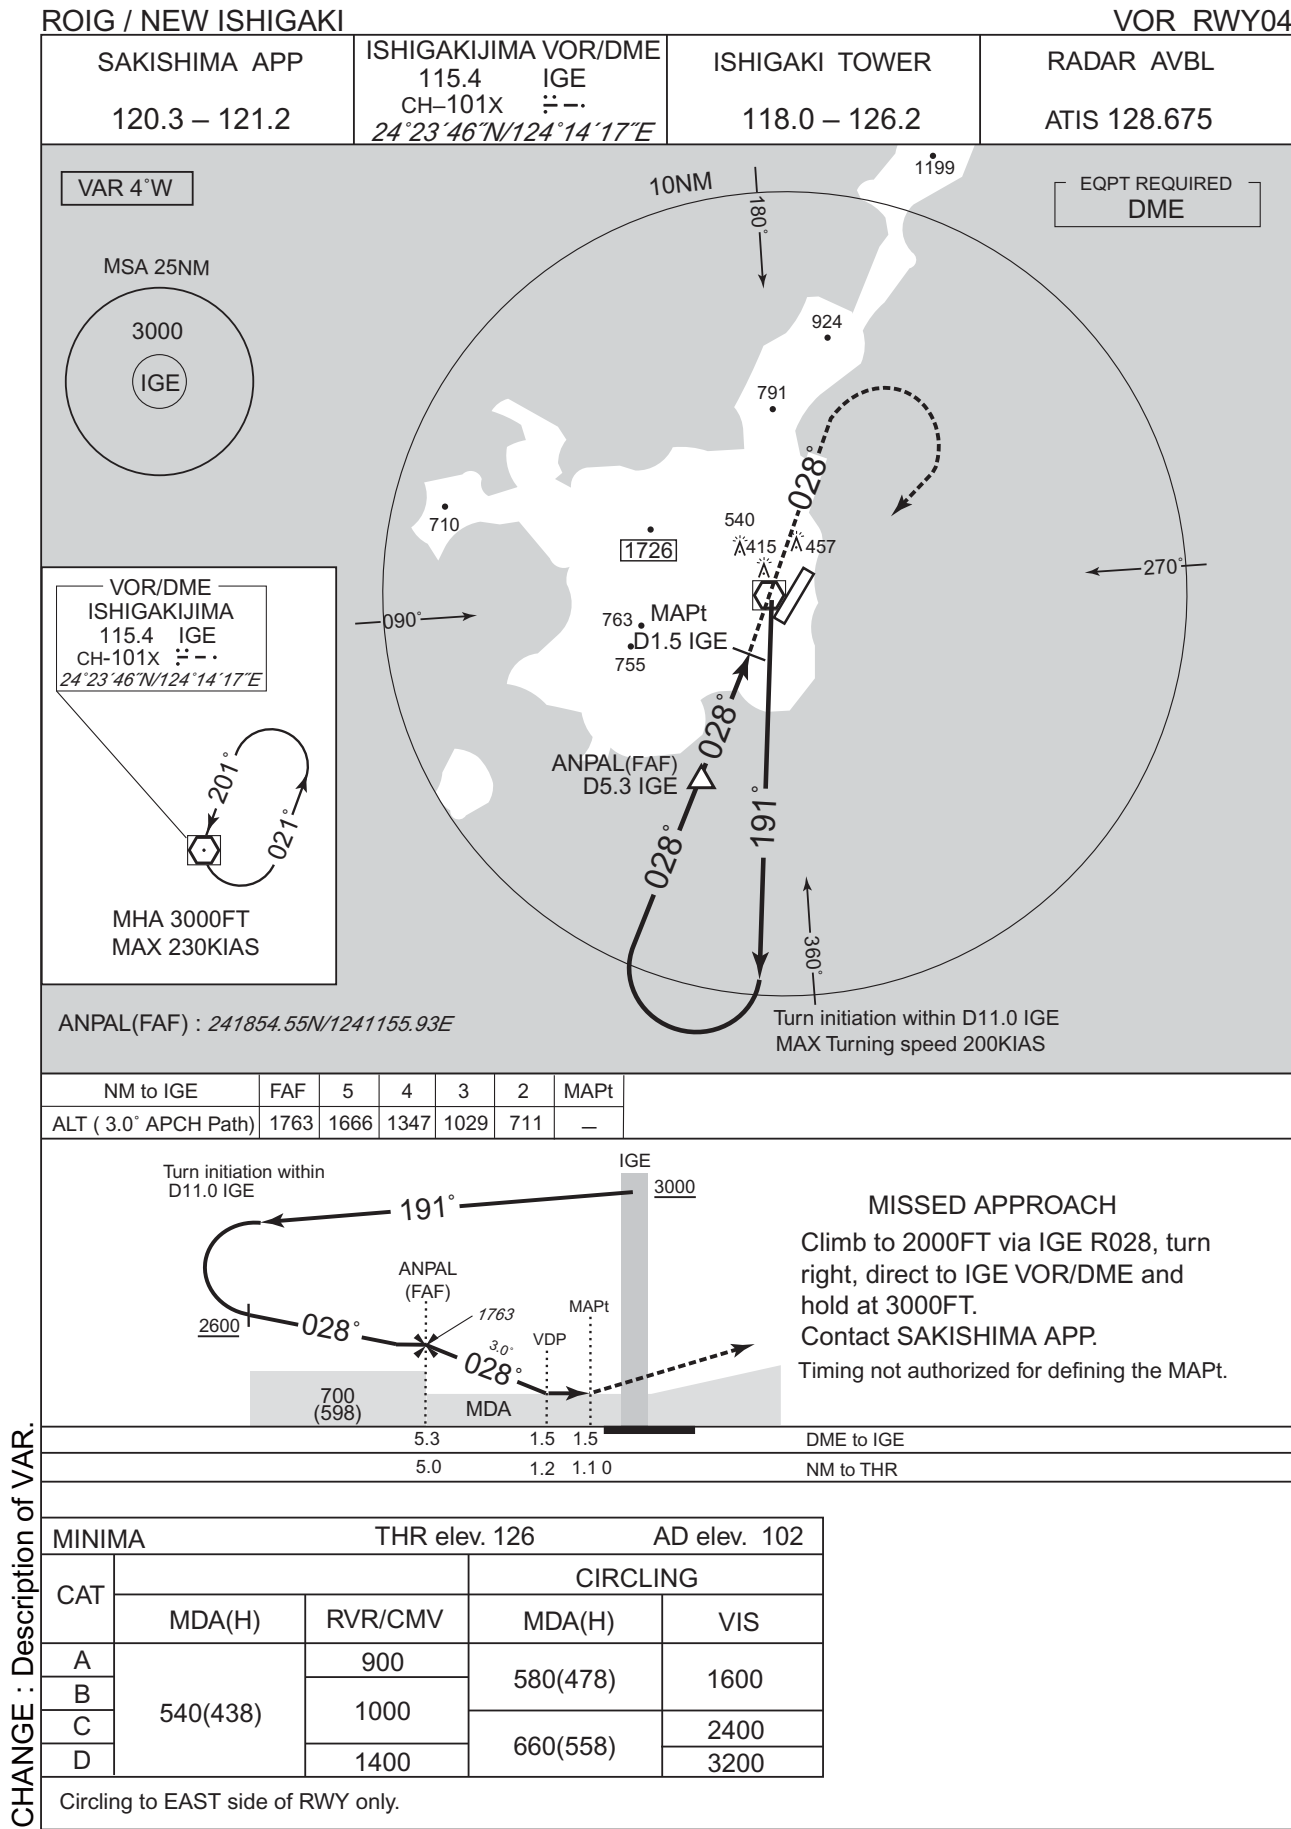 ROIG / NEW ISHIGAKI
VOR RWY04
SAKISHIMA APP
120.3 – 121.2
ISHIGAKIJIMA VOR/DME
115.4 IGE
CH–101X
24°23´46˝N/124°14´17˝E
ISHIGAKI TOWER
118.0 – 126.2
RADAR AVBL
ATIS 128.675
VAR 4°W
10NM
180°
1199
EQPT REQUIRED
DME
MSA 25NM
3000
IGE
924
791
028°
710
540
415
457
1726
270°
090°
763
MAPt
D1.5 IGE
755
VOR/DME
ISHIGAKIJIMA
115.4 IGE
CH-101X
24°23´46˝N/124°14´17˝E
201°
021°
MHA 3000FT
MAX 230KIAS
028°
ANPAL(FAF)
D5.3 IGE
028°
191°
360°
ANPAL(FAF) : 241854.55N/1241155.93E
Turn initiation within D11.0 IGE
MAX Turning speed 200KIAS
NM to IGE FAF 5 4 3 2 MAPt
ALT ( 3.0° APCH Path) 1763 1666 1347 1029 711 –
Turn initiation within
D11.0 IGE
IGE
191°
3000
ANPAL
(FAF)
1763
MAPt
2600
028°
3.0°
028°
VDP
700
(598)
MDA
MISSED APPROACH
Climb to 2000FT via IGE R028, turn
right, direct to IGE VOR/DME and
hold at 3000FT.
Contact SAKISHIMA APP.
Timing not authorized for defining the MAPt.
5.3 1.5 1.5 DME to IGE
5.0 1.2 1.1 0 NM to THR
MINIMA THR elev. 126 AD elev. 102
CAT
CIRCLING
MDA(H) RVR/CMV MDA(H) VIS
A
B
C
D
540(438)
900
1000
1400
580(478)
660(558)
1600
2400
3200
Circling to EAST side of RWY only.
CHANGE : Description of VAR.